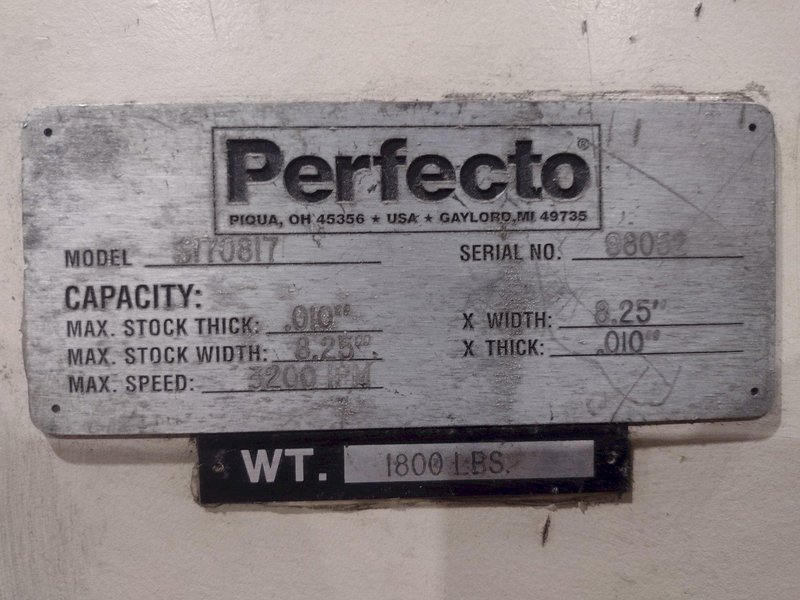 Perfecto®
PIQUA, OH 45356 ★ USA ★ GAYLORD, MI 49735
MODEL SERIAL NO.
CAPACITY:
MAX. STOCK THICK: .010"" X WIDTH: 8.25""
MAX. STOCK WIDTH: 8.25"" X THICK: .010""
MAX. SPEED: 3200 IPM
WT. 1800 LBS.